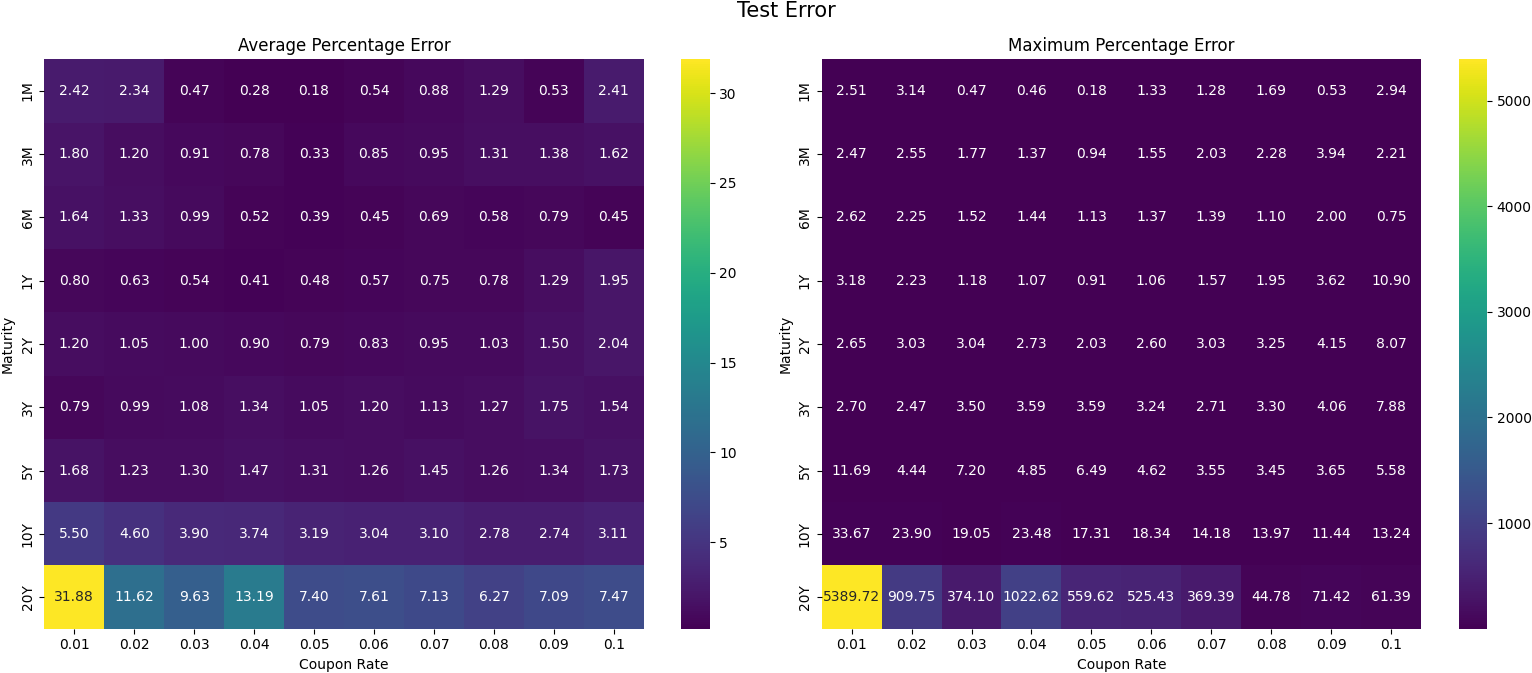 Test Error
Average Percentage Error
Maturity
1M 2.42 2.34 0.47 0.28 0.18 0.54 0.88 1.29 0.53 2.41
3M 1.80 1.20 0.91 0.78 0.33 0.85 0.95 1.31 1.38 1.62
6M 1.64 1.33 0.99 0.52 0.39 0.45 0.69 0.58 0.79 0.45
1Y 0.80 0.63 0.54 0.41 0.48 0.57 0.75 0.78 1.29 1.95
2Y 1.20 1.05 1.00 0.90 0.79 0.83 0.95 1.03 1.50 2.04
3Y 0.79 0.99 1.08 1.34 1.05 1.20 1.13 1.27 1.75 1.54
5Y 1.68 1.23 1.30 1.47 1.31 1.26 1.45 1.26 1.34 1.73
10Y 5.50 4.60 3.90 3.74 3.19 3.04 3.10 2.78 2.74 3.11
20Y 31.88 11.62 9.63 13.19 7.40 7.61 7.13 6.27 7.09 7.47
0.01 0.02 0.03 0.04 0.05 0.06 0.07 0.08 0.09 0.1
Coupon Rate
30
25
20
15
10
5
Maximum Percentage Error
Maturity
1M 2.51 3.14 0.47 0.46 0.18 1.33 1.28 1.69 0.53 2.94
3M 2.47 2.55 1.77 1.37 0.94 1.55 2.03 2.28 3.94 2.21
6M 2.62 2.25 1.52 1.44 1.13 1.37 1.39 1.10 2.00 0.75
1Y 3.18 2.23 1.18 1.07 0.91 1.06 1.57 1.95 3.62 10.90
2Y 2.65 3.03 3.04 2.73 2.03 2.60 3.03 3.25 4.15 8.07
3Y 2.70 2.47 3.50 3.59 3.59 3.24 2.71 3.30 4.06 7.88
5Y 11.69 4.44 7.20 4.85 6.49 4.62 3.55 3.45 3.65 5.58
10Y 33.67 23.90 19.05 23.48 17.31 18.34 14.18 13.97 11.44 13.24
20Y 5389.72 909.75 374.10 1022.62 559.62 525.43 369.39 44.78 71.42 61.39
0.01 0.02 0.03 0.04 0.05 0.06 0.07 0.08 0.09 0.1
Coupon Rate
5000
4000
3000
2000
1000